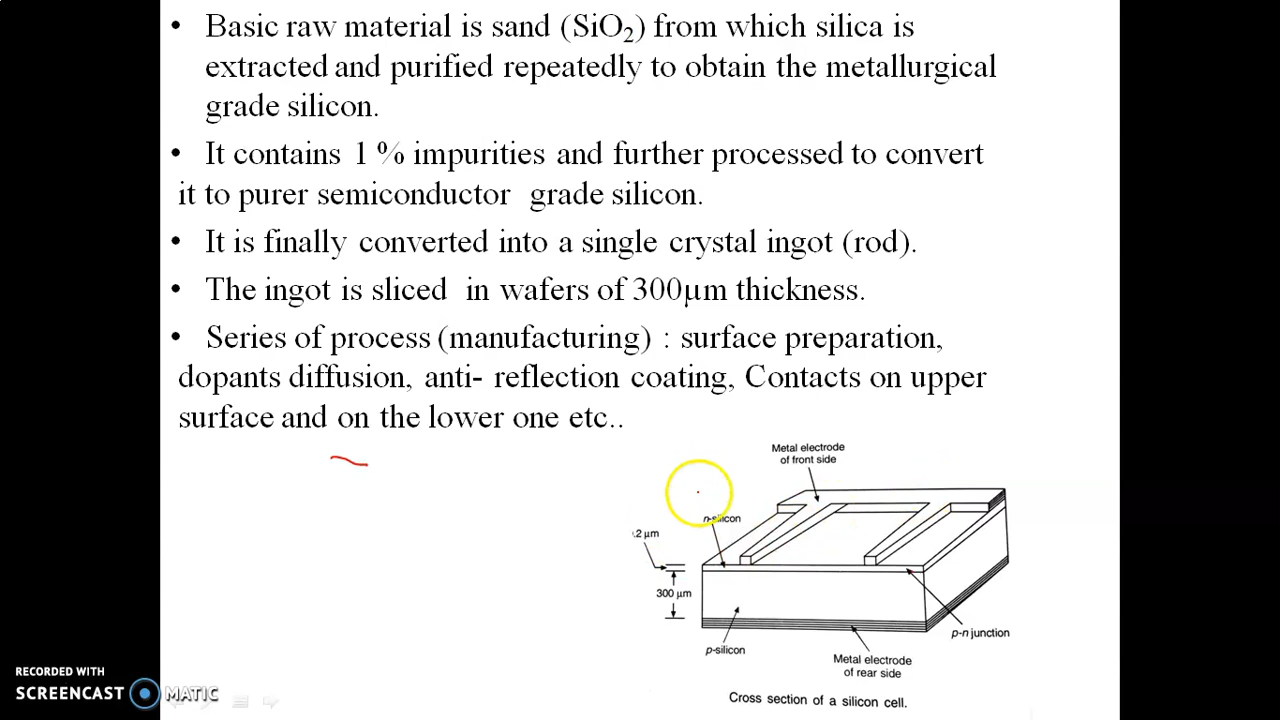 • Basic raw material is sand (SiO₂) from which silica is
extracted and purified repeatedly to obtain the metallurgical
grade silicon.
• It contains 1 % impurities and further processed to convert
it to purer semiconductor grade silicon.
• It is finally converted into a single crystal ingot (rod).
• The ingot is sliced in wafers of 300µm thickness.
• Series of process (manufacturing) : surface preparation,
dopants diffusion, anti- reflection coating, Contacts on upper
surface and on the lower one etc..
Metal electrode
of front side
n-silicon
.2 µm
300 µm
p-n junction
p-silicon
Metal electrode
of rear side
Cross section of a silicon cell.
RECORDED WITH
SCREENCAST MATIC